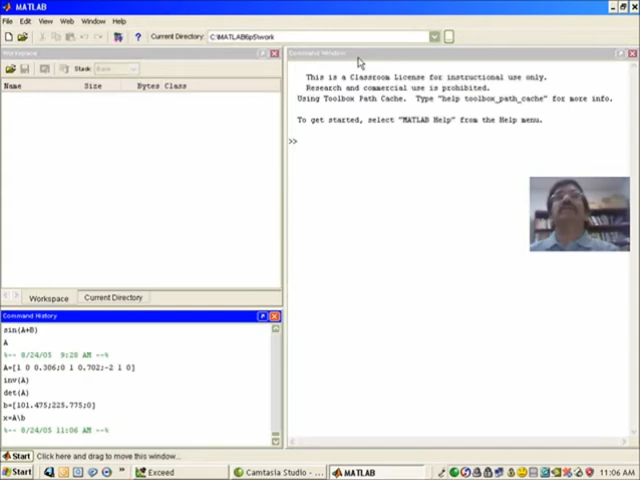 MATLAB
File Edit View Web Window Help
Current Directory: C:\MATLAB6p5\work
Workspace
Stack: Base
Name Size Bytes Class
Workspace Current Directory
Command History
sin(A+B)
A
%-- 8/24/05 9:28 AM --%
A=[1 0 0.306;0 1 0.702;-2 1 0]
inv(A)
det(A)
b=[101.475;225.775;0]
x=A\b
%-- 8/24/05 11:06 AM --%
Command Window
This is a Classroom License for instructional use only.
Research and commercial use is prohibited.
Using Toolbox Path Cache. Type "help toolbox_path_cache" for more info.
To get started, select "MATLAB Help" from the Help menu.
>>
Start Click here and drag to move this window...
Start Exceed Camtasia Studio - ... MATLAB 11:06 AM